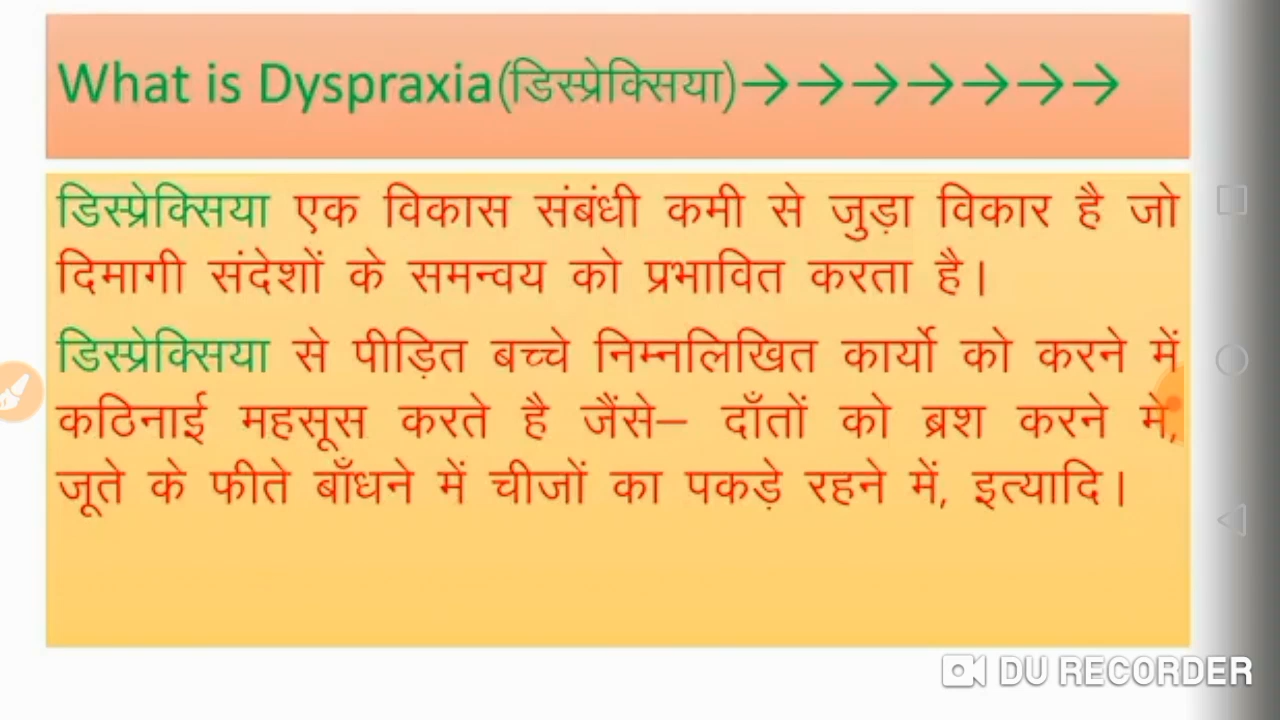 What is Dyspraxia(डिस्प्रेक्सिया)→→→→→→→
डिस्प्रेक्सिया एक विकास संबंधी कमी से जुड़ा विकार है जो
दिमागी संदेशों के समन्वय को प्रभावित करता है।
डिस्प्रेक्सिया से पीड़ित बच्चे निम्नलिखित कार्यो को करने में
कठिनाई महसूस करते है जैंसे– दाँतों को ब्रश करने मे,
जूते के फीते बाँधने में चीजों का पकड़े रहने में, इत्यादि।
DU RECORDER